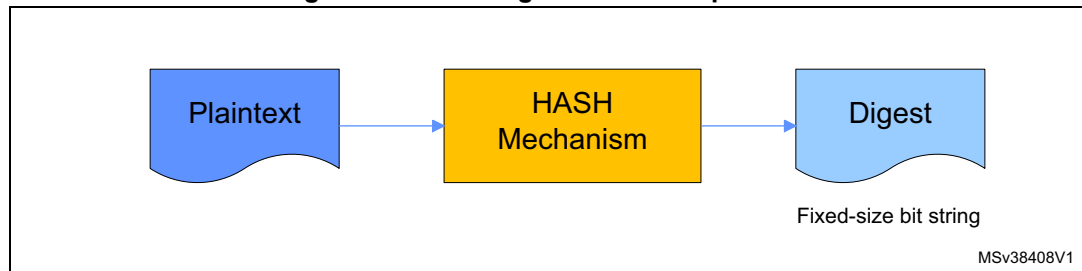 Plaintext
HASH
Mechanism
Digest
Fixed-size bit string
MSv38408V1